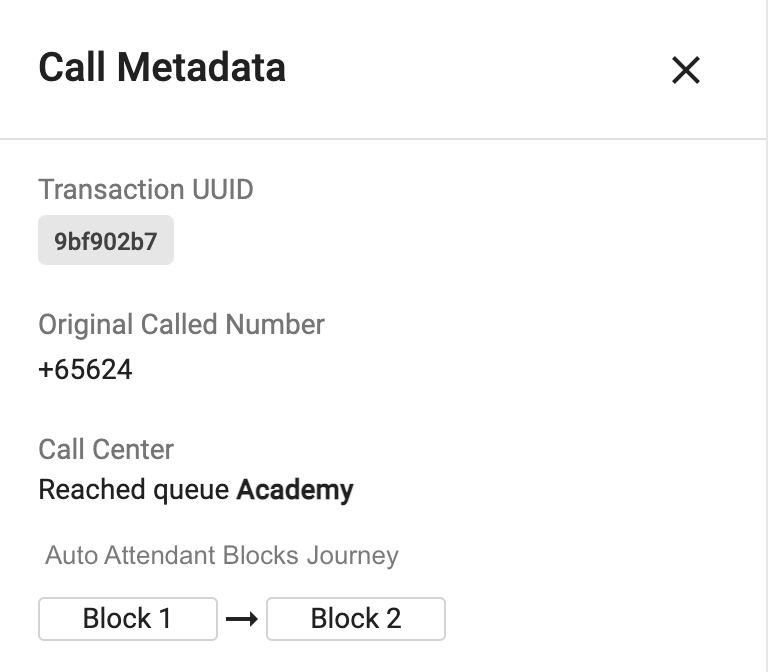 Call Metadata
Transaction UUID
9bf902b7
Original Called Number
+65624
Call Center
Reached queue Academy
Auto Attendant Blocks Journey
Block 1 → Block 2